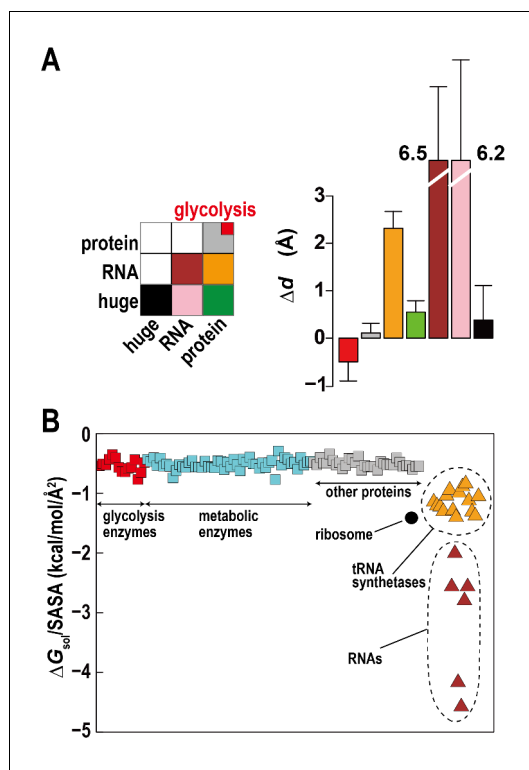 A
glycolysis
protein
RNA
huge
huge
RNA
protein
Δd (Å)
3
2
1
0
−1
6.5
6.2
B
ΔG_sol/SASA (kcal/mol/Å²)
0
−1
−2
−3
−4
−5
glycolysis
enzymes
metabolic
enzymes
other proteins
ribosome
tRNA
synthetases
RNAs